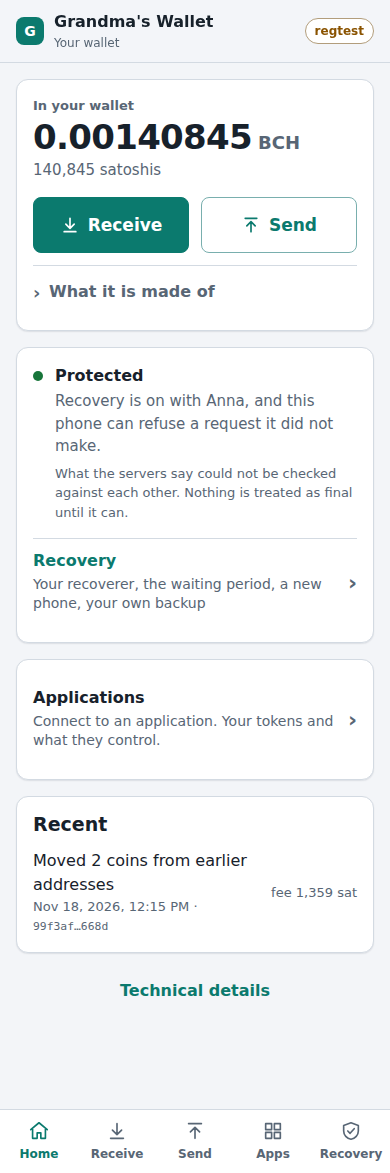 G
Grandma's Wallet
Your wallet
regtest
In your wallet
0.00140845 BCH
140,845 satoshis
Receive
Send
What it is made of
Protected
Recovery is on with Anna, and this
phone can refuse a request it did not
make.
What the servers say could not be checked
against each other. Nothing is treated as final
until it can.
Recovery
Your recoverer, the waiting period, a new
phone, your own backup
Applications
Connect to an application. Your tokens and
what they control.
Recent
Moved 2 coins from earlier
addresses
fee 1,359 sat
Nov 18, 2026, 12:15 PM ·
99f3af…668d
Technical details
Home
Receive
Send
Apps
Recovery